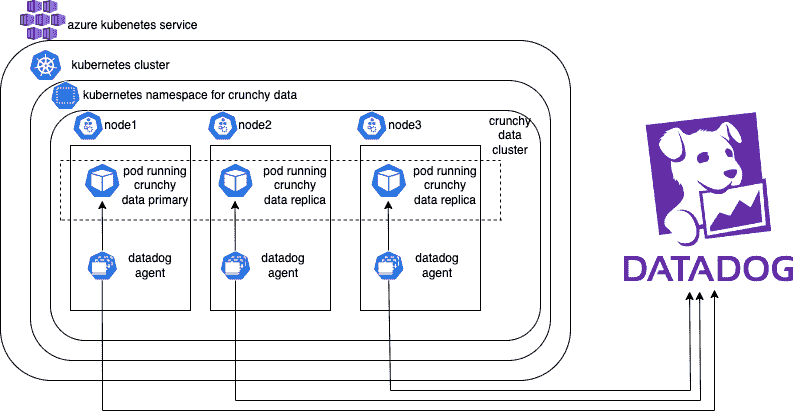 azure kubenetes service
kubernetes cluster
kubernetes namespace for crunchy data
node1
node2
node3
crunchy
data
cluster
pod running
crunchy
data primary
pod running
crunchy
data replica
pod running
crunchy
data replica
datadog
agent
datadog
agent
datadog
agent
DATADOG